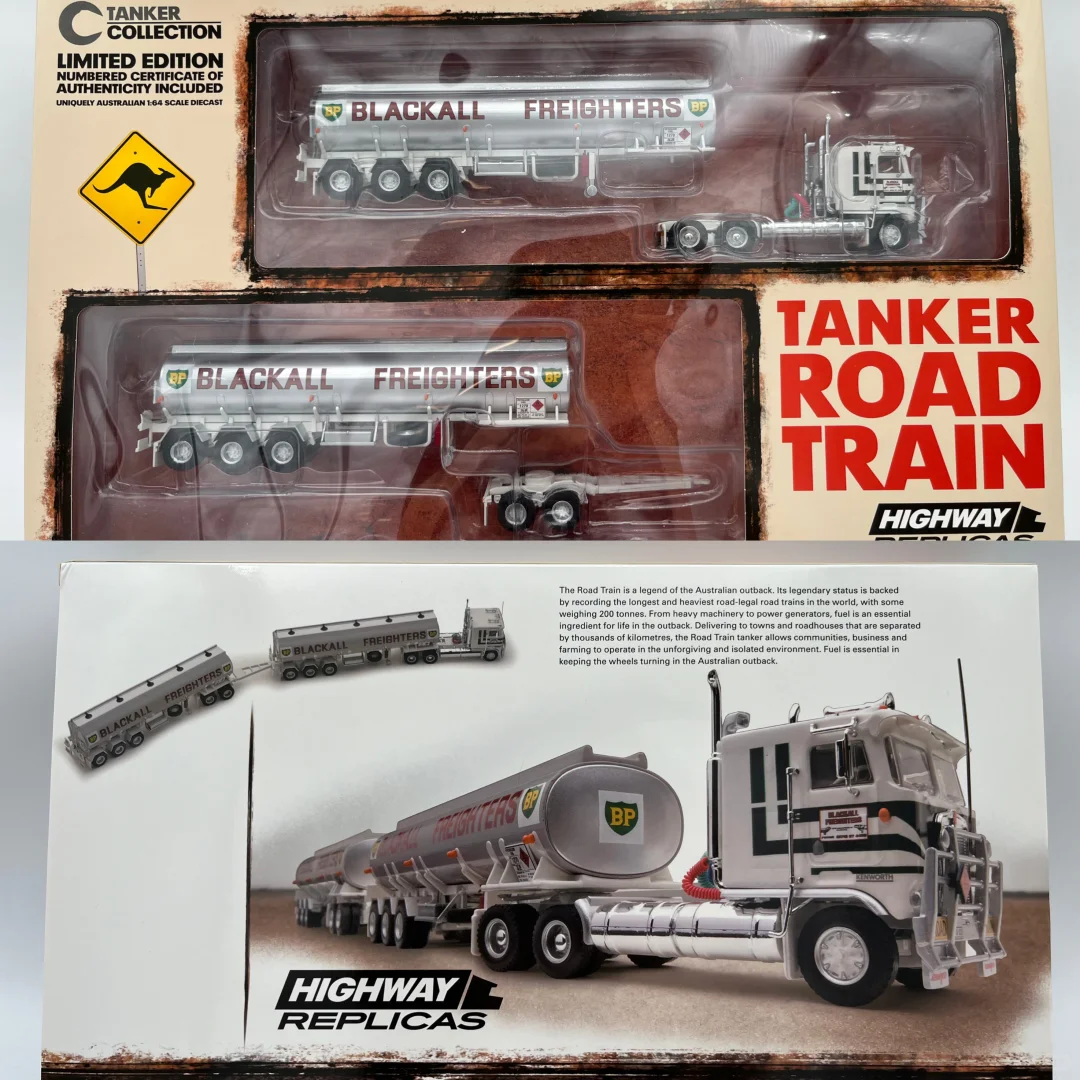 TANKER
COLLECTION
LIMITED EDITION
NUMBERED CERTIFICATE OF
AUTHENTICITY INCLUDED
UNIQUELY AUSTRALIAN 1:64 SCALE DIECAST
BP BLACKALL FREIGHTERS BP
BP BLACKALL FREIGHTERS BP
TANKER
ROAD
TRAIN
HIGHWAY
REPLICAS
The Road Train is a legend of the Australian outback. Its legendary status is backed
by recording the longest and heaviest road-legal road trains in the world, with some
weighing 200 tonnes. From heavy machinery to power generators, fuel is an essential
ingredient for life in the outback. Delivering to towns and roadhouses that are separated
by thousands of kilometres, the Road Train tanker allows communities, business and
farming to operate in the unforgiving and isolated environment. Fuel is essential in
keeping the wheels turning in the Australian outback.
BLACKALL FREIGHTERS
BLACKALL FREIGHTERS
BLACKALL FREIGHTERS BP
BP
BLACKALL
FREIGHTERS
KENWORTH
HIGHWAY
REPLICAS